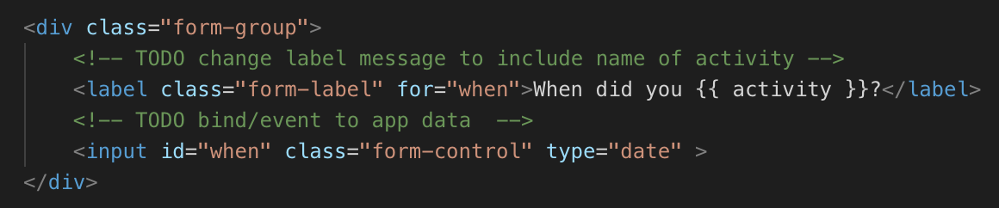 <div class="form-group">
<!-- TODO change label message to include name of activity -->
<label class="form-label" for="when">When did you {{ activity }}?</label>
<!-- TODO bind/event to app data  -->
<input id="when" class="form-control" type="date" >
</div>